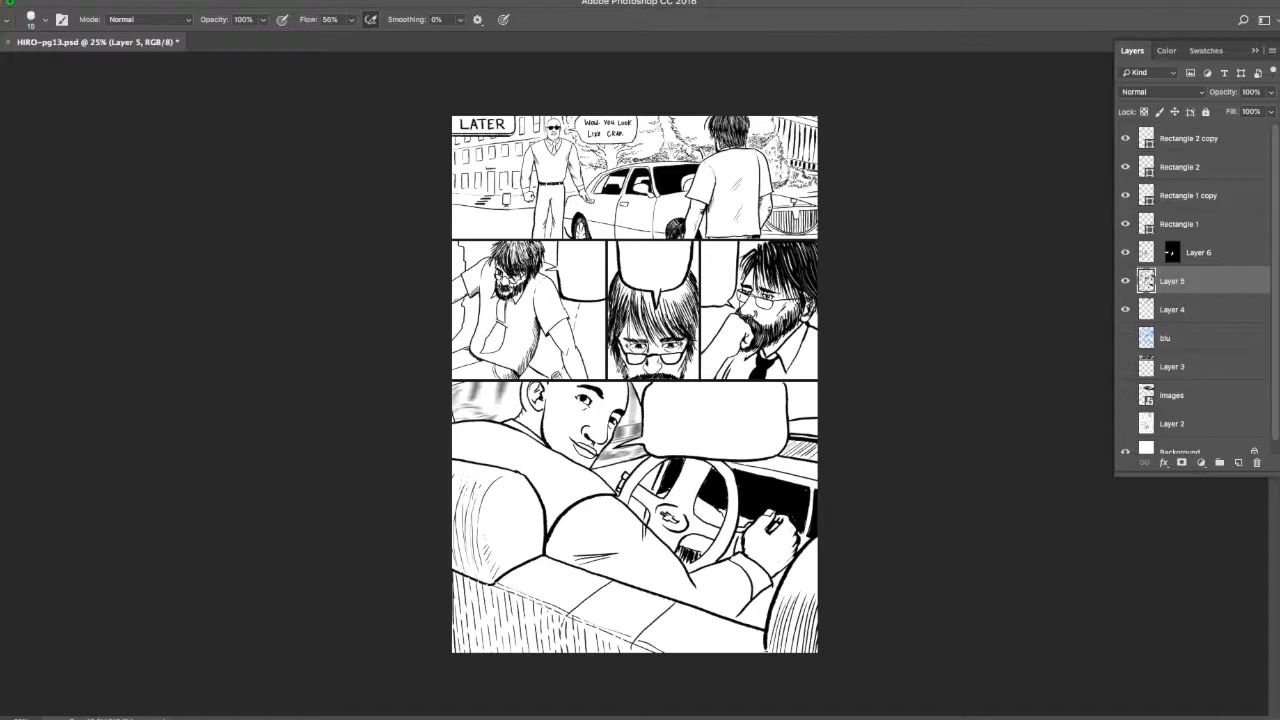 Adobe Photoshop CC 2018
15
Mode: Normal
Opacity: 100%
Flow: 56%
Smoothing: 0%
HIRO-pg13.psd @ 25% (Layer 5, RGB/8) *
Layers
Color
Swatches
Kind
Normal
Opacity: 100%
Lock:
Fill: 100%
Rectangle 2 copy
Rectangle 2
Rectangle 1 copy
Rectangle 1
Layer 6
Layer 5
Layer 4
blu
Layer 3
images
Layer 2
Background
LATER
WOW. YOU LOOK
LIKE CRAP.